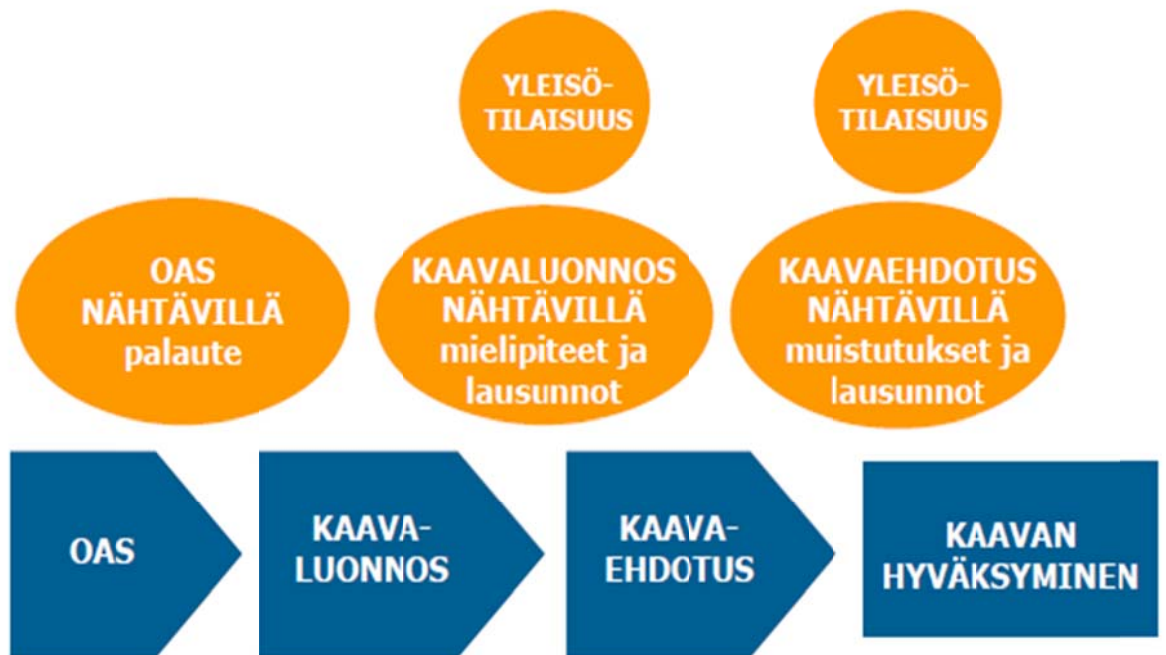 YLEISÖ-
TILAISUUS
YLEISÖ-
TILAISUUS
OAS
NÄHTÄVILLÄ
palaute
KAAVALUONNOS
NÄHTÄVILLÄ
mielipiteet ja
lausunnot
KAAVAEHDOTUS
NÄHTÄVILLÄ
muistutukset ja
lausunnot
OAS
KAAVA-
LUONNOS
KAAVA-
EHDOTUS
KAAVAN
HYVÄKSYMINEN